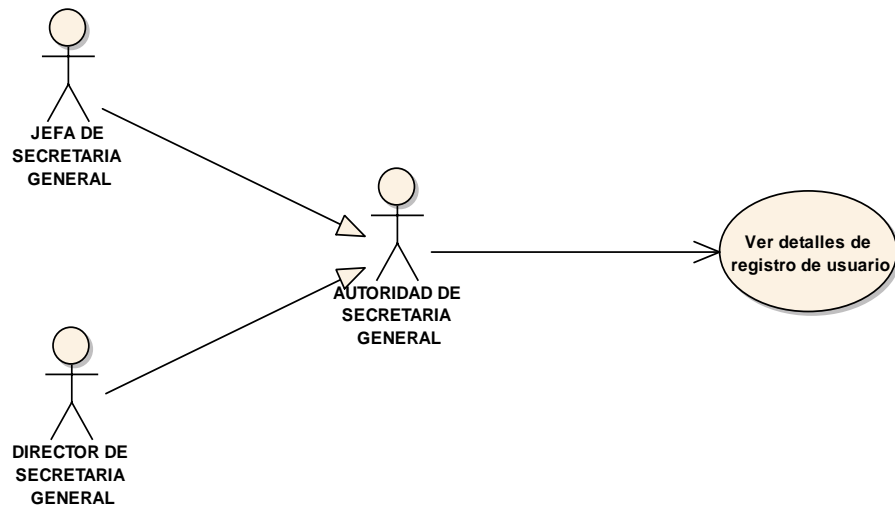 JEFA DE
SECRETARIA
GENERAL
AUTORIDAD DE
SECRETARIA
GENERAL
Ver detalles de
registro de usuario
DIRECTOR DE
SECRETARIA
GENERAL